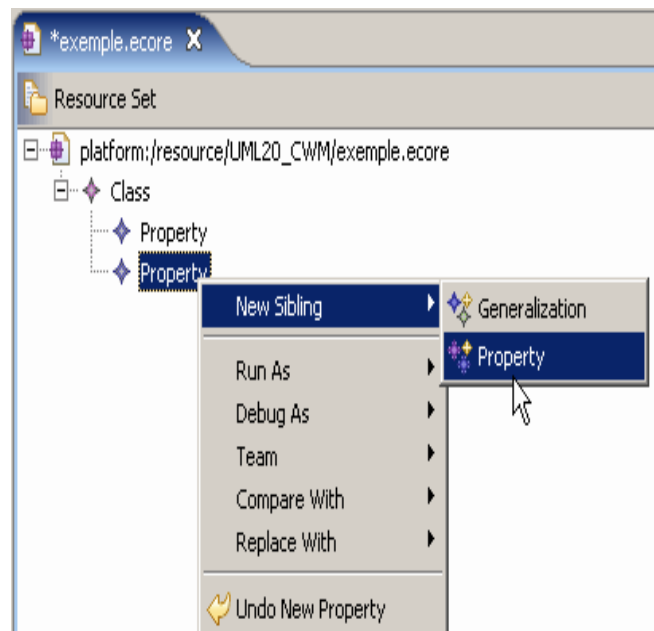 *exemple.ecore
Resource Set
platform:/resource/UML20_CWM/exemple.ecore
Class
Property
Property
New Sibling
Generalization
Property
Run As
Debug As
Team
Compare With
Replace With
Undo New Property